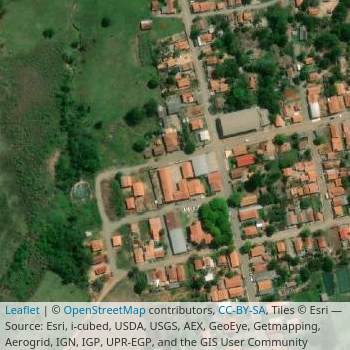 Leaflet | © OpenStreetMap contributors, CC-BY-SA, Tiles © Esri —
Source: Esri, i-cubed, USDA, USGS, AEX, GeoEye, Getmapping,
Aerogrid, IGN, IGP, UPR-EGP, and the GIS User Community